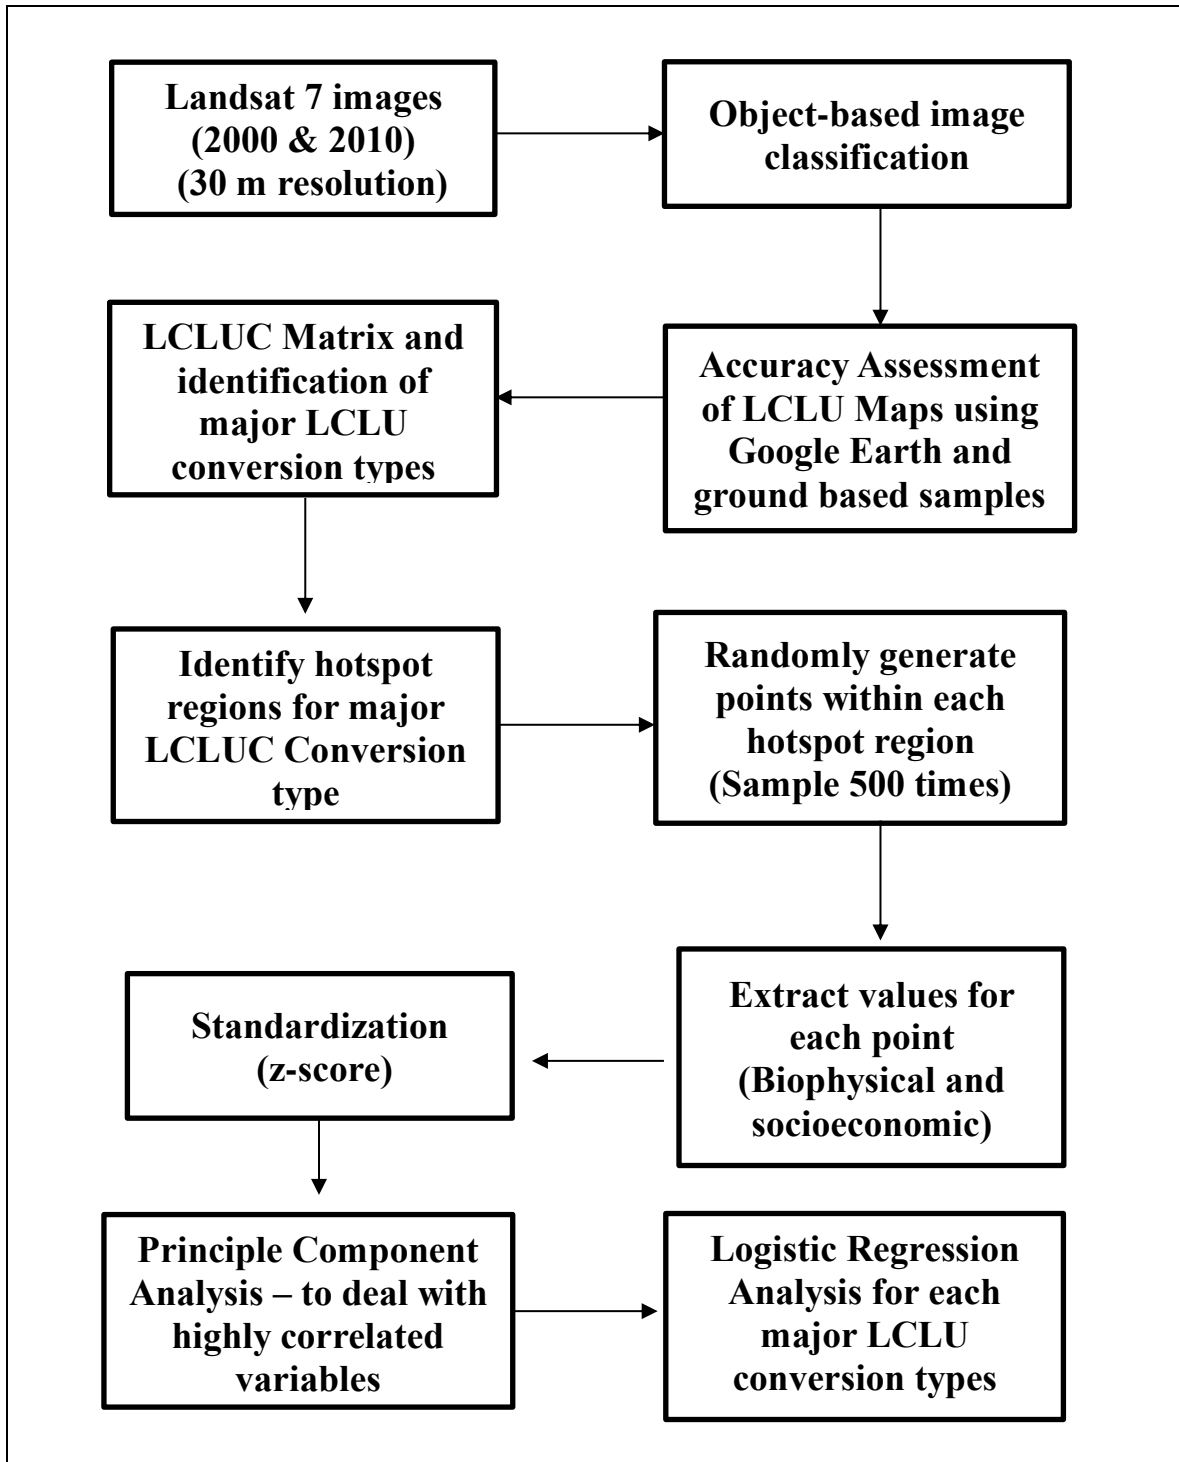 Landsat 7 images
(2000 & 2010)
(30 m resolution)
Object-based image
classification
Accuracy Assessment
of LCLU Maps using
Google Earth and
ground based samples
LCLUC Matrix and
identification of
major LCLU
conversion types
Identify hotspot
regions for major
LCLUC Conversion
type
Randomly generate
points within each
hotspot region
(Sample 500 times)
Extract values for
each point
(Biophysical and
socioeconomic)
Standardization
(z-score)
Principle Component
Analysis – to deal with
highly correlated
variables
Logistic Regression
Analysis for each
major LCLU
conversion types